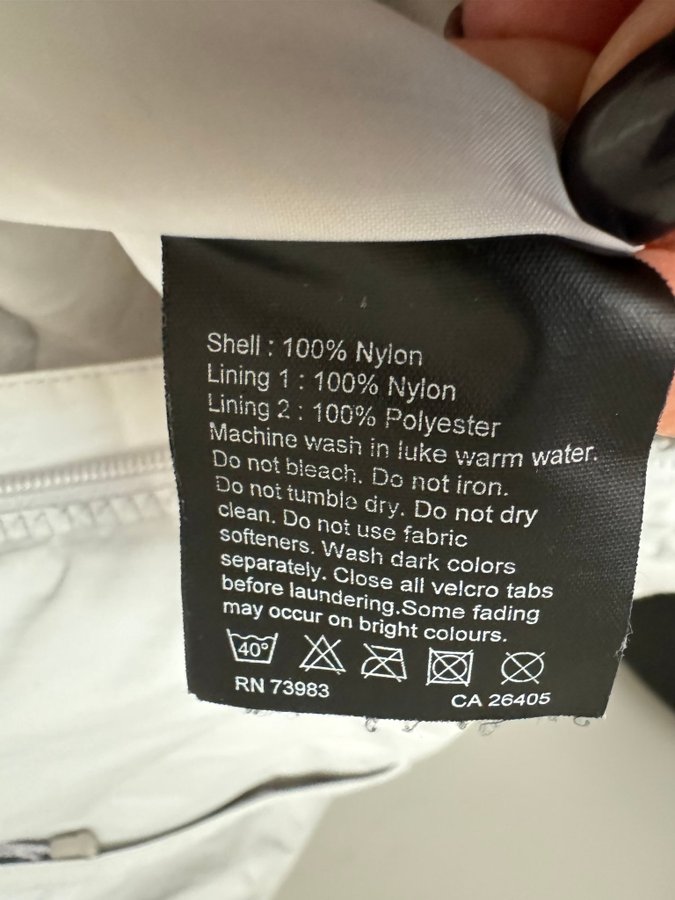 Shell : 100% Nylon
Lining 1 : 100% Nylon
Lining 2 : 100% Polyester
Machine wash in luke warm water.
Do not bleach. Do not iron.
Do not tumble dry. Do not dry
clean. Do not use fabric
softeners. Wash dark colors
separately. Close all velcro tabs
before laundering.Some fading
may occur on bright colours.
40°
RN 73983
CA 26405